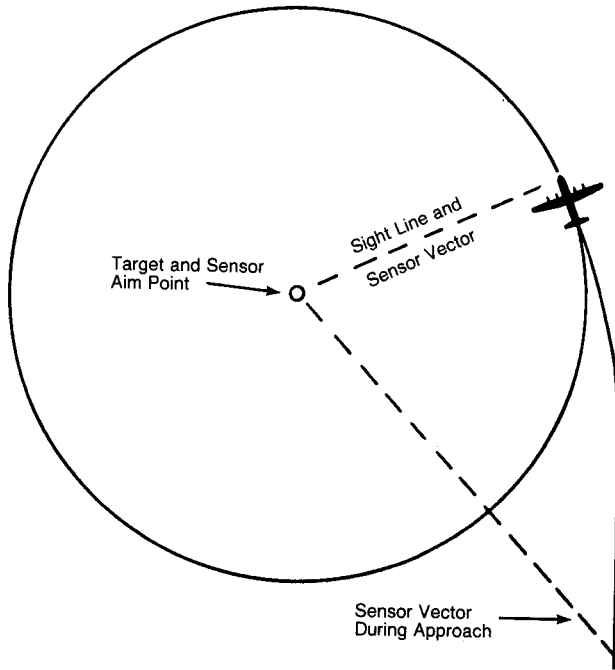 Sight Line and
Sensor Vector
Target and Sensor
Aim Point
Sensor Vector
During Approach